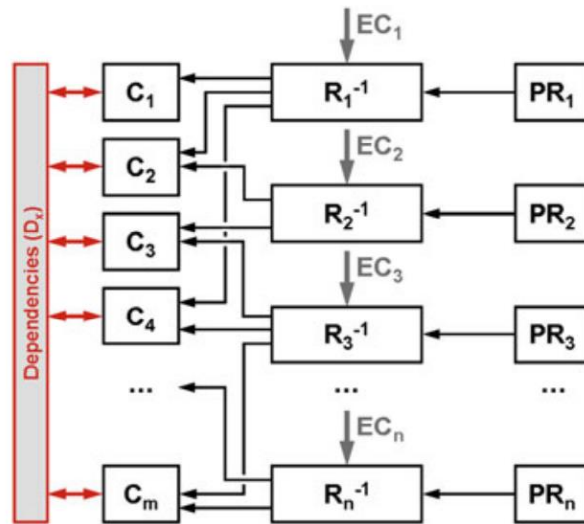 EC₁
C₁ R₁⁻¹ PR₁
EC₂
C₂ R₂⁻¹ PR₂
EC₃
C₃
C₄ R₃⁻¹ PR₃
... ... ...
ECₙ
Cₘ Rₙ⁻¹ PRₙ
Dependencies (Dₓ)